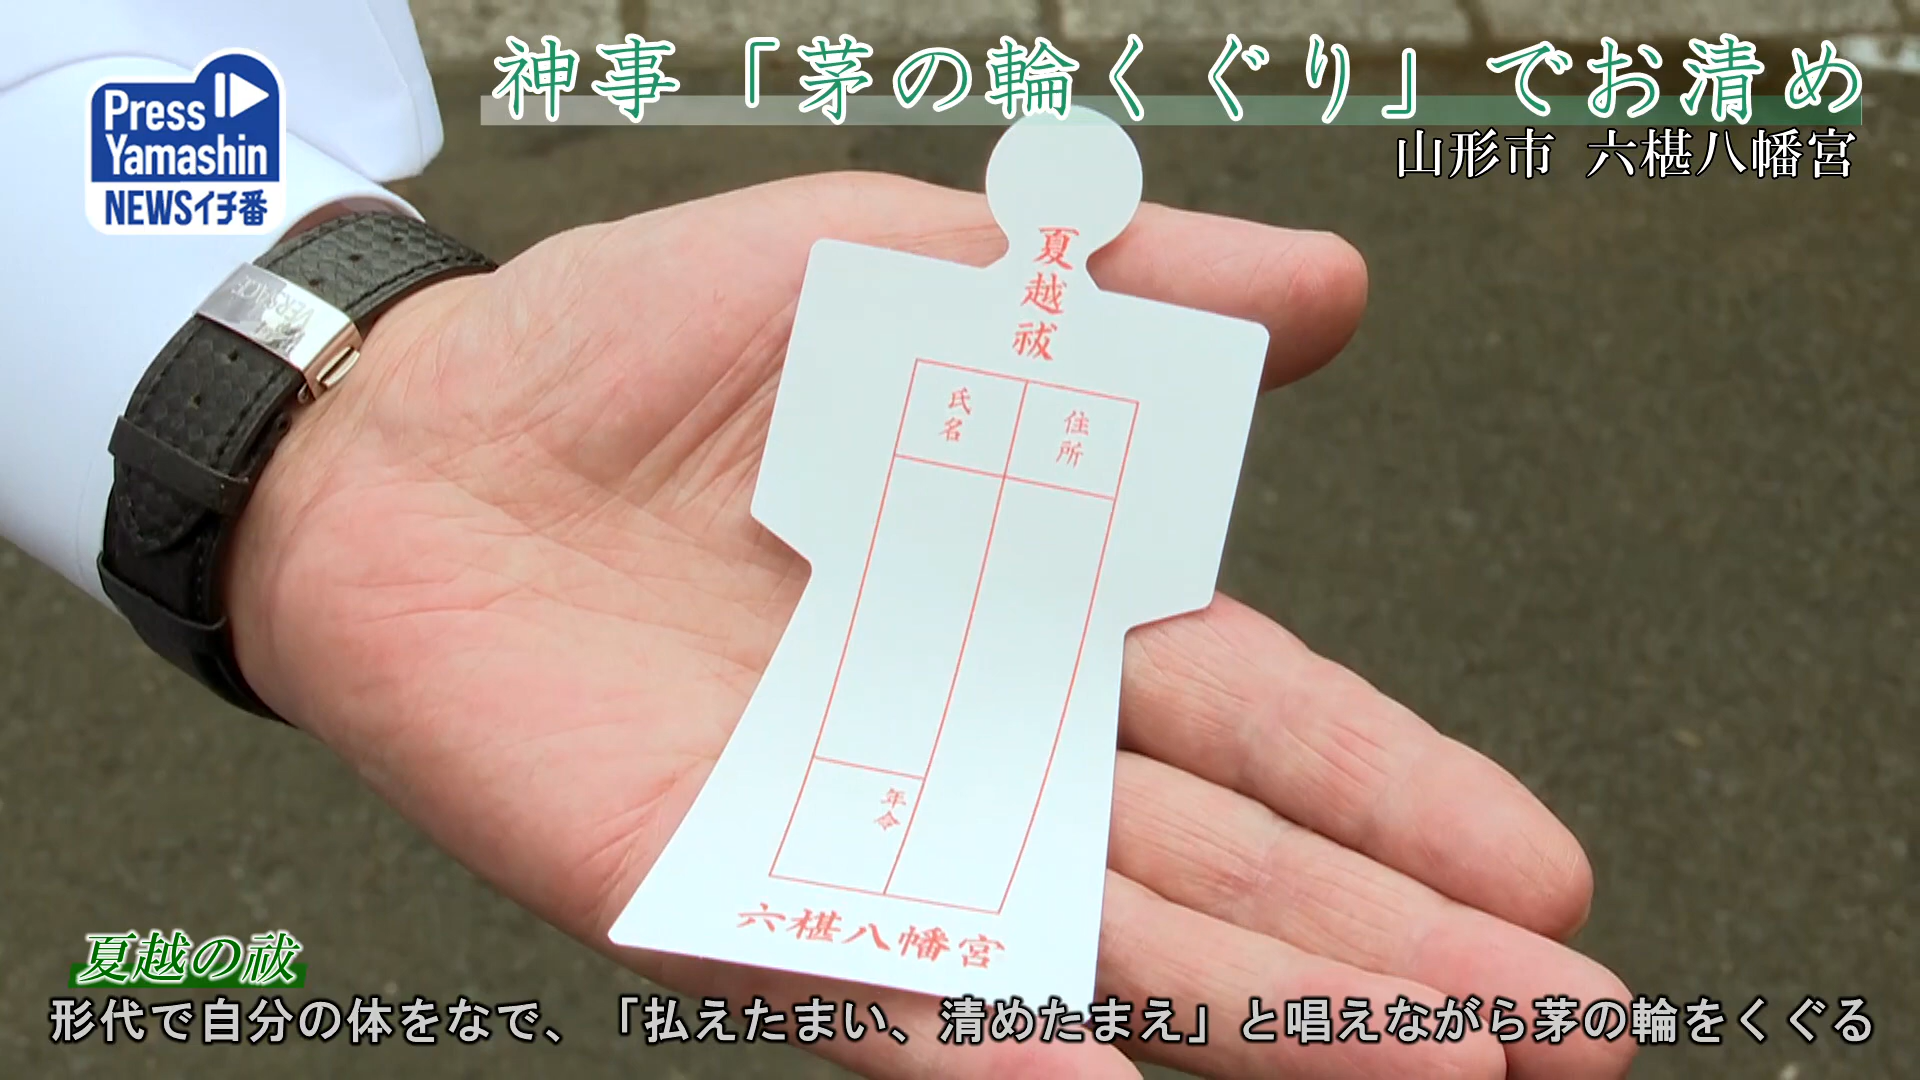 神事「茅の輪くぐり」でお清め
山形市 六椹八幡宮
Press
Yamashin
NEWSイチ番
VERSACE
夏越祓
住所
氏名
年令
六椹八幡宮
夏越の祓
形代で自分の体をなで、「払えたまい、清めたまえ」と唱えながら茅の輪をくぐる